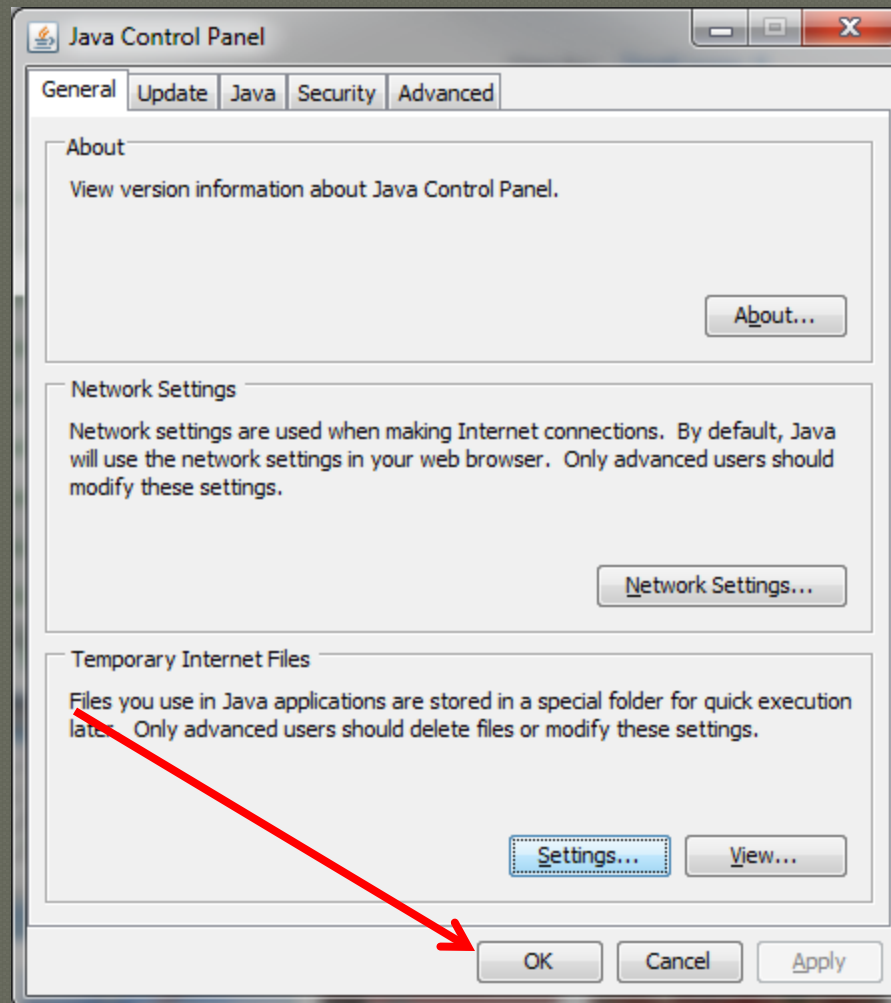 Java Control Panel
General Update Java Security Advanced
About
View version information about Java Control Panel.
About...
Network Settings
Network settings are used when making Internet connections. By default, Java
will use the network settings in your web browser. Only advanced users should
modify these settings.
Network Settings...
Temporary Internet Files
Files you use in Java applications are stored in a special folder for quick execution
later. Only advanced users should delete files or modify these settings.
Settings... View...
OK Cancel Apply